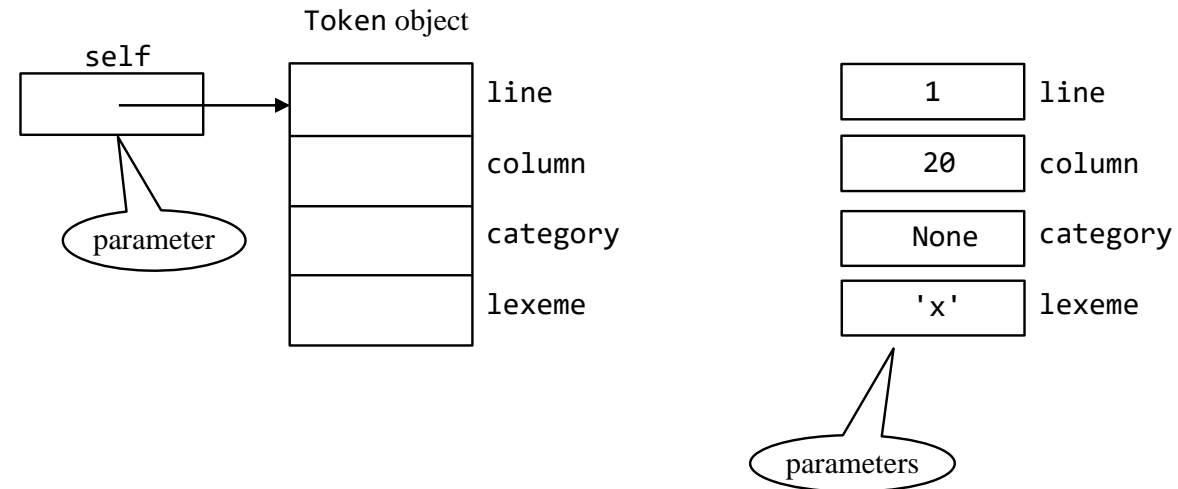 Token object
self
line
column
category
lexeme
parameter
1 line
20 column
None category
'x' lexeme
parameters